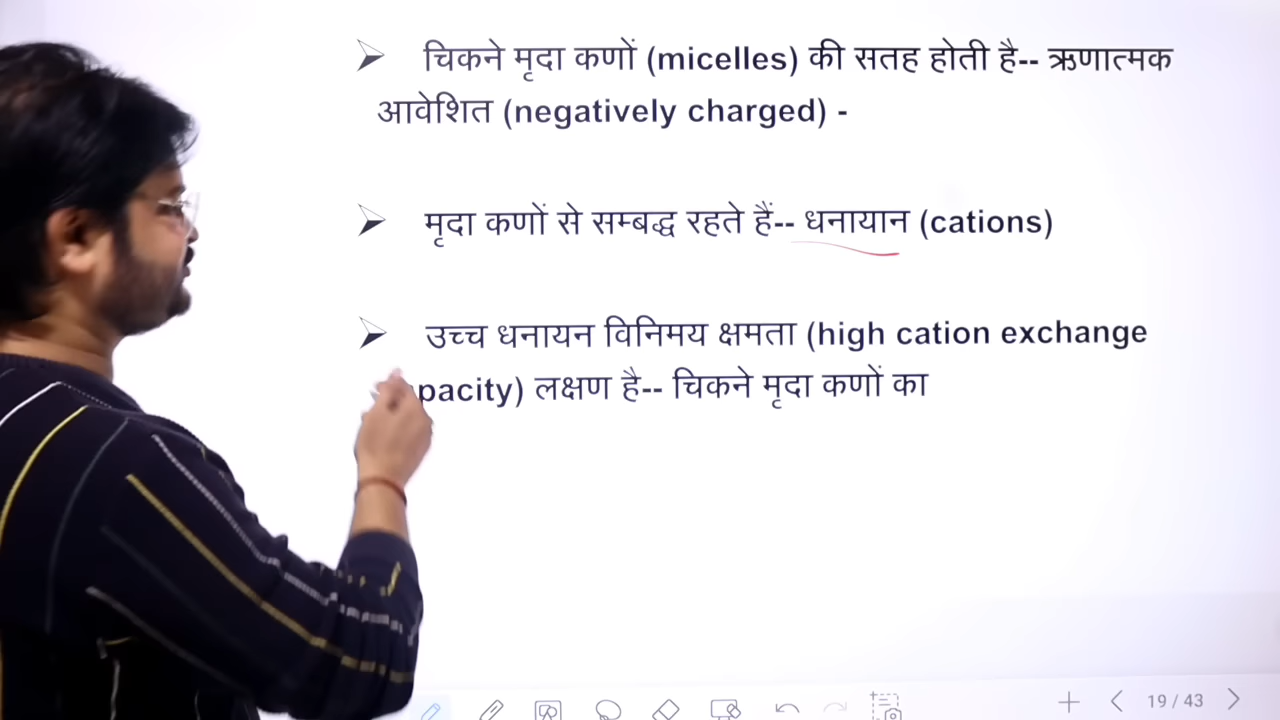 चिकने मृदा कणों (micelles) की सतह होती है-- ऋणात्मक
आवेशित (negatively charged) -
मृदा कणों से सम्बद्ध रहते हैं-- धनायान (cations)
उच्च धनायन विनिमय क्षमता (high cation exchange
pacity) लक्षण है-- चिकने मृदा कणों का
19 / 43